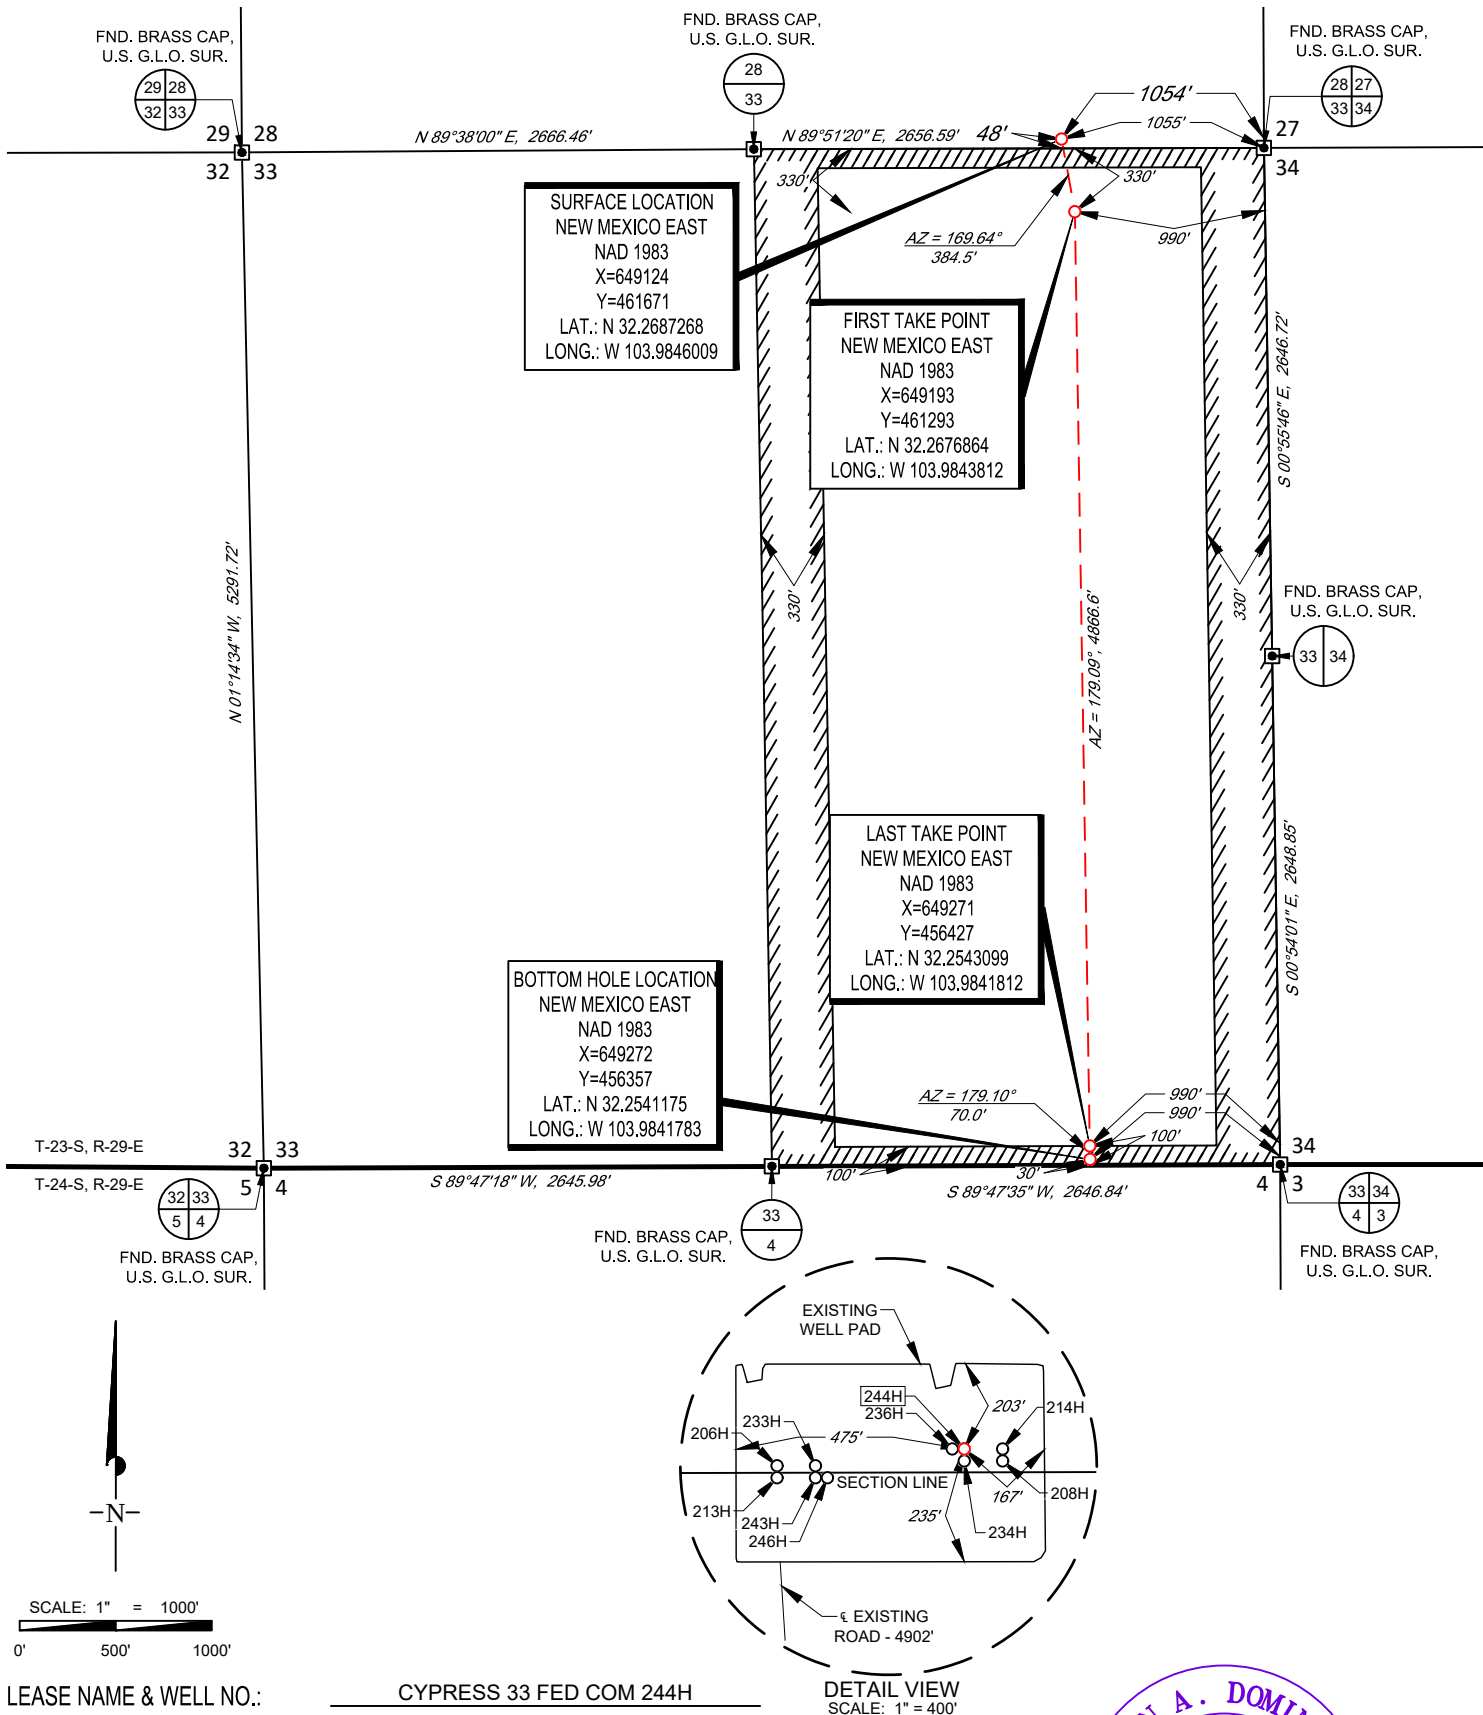 FND. BRASS CAP,
U.S. G.L.O. SUR.
29 28
32 33
FND. BRASS CAP,
U.S. G.L.O. SUR.
28
33
FND. BRASS CAP,
U.S. G.L.O. SUR.
28 27
33 34
29 28
32 33
N 89°38'00" E, 2666.46'
N 89°51'20" E, 2656.59'
48'
1054'
1055'
27
34
330'
330'
990'
AZ = 169.64°
384.5'
SURFACE LOCATION
NEW MEXICO EAST
NAD 1983
X=649124
Y=461671
LAT.: N 32.2687268
LONG.: W 103.9846009
FIRST TAKE POINT
NEW MEXICO EAST
NAD 1983
X=649193
Y=461293
LAT.: N 32.2676864
LONG.: W 103.9843812
S 00°55'46" E, 2646.72'
N 01°14'34" W, 5291.72'
330'
330'
AZ = 179.09°, 4866.6'
FND. BRASS CAP,
U.S. G.L.O. SUR.
33 34
LAST TAKE POINT
NEW MEXICO EAST
NAD 1983
X=649271
Y=456427
LAT.: N 32.2543099
LONG.: W 103.9841812
S 00°54'01" E, 2648.85'
BOTTOM HOLE LOCATION
NEW MEXICO EAST
NAD 1983
X=649272
Y=456357
LAT.: N 32.2541175
LONG.: W 103.9841783
AZ = 179.10°
70.0'
990'
990'
100'
100'
30'
T-23-S, R-29-E
T-24-S, R-29-E
32 33
5 4
34
4 3
S 89°47'18" W, 2645.98'
S 89°47'35" W, 2646.84'
32 33
5 4
FND. BRASS CAP,
U.S. G.L.O. SUR.
33
4
FND. BRASS CAP,
U.S. G.L.O. SUR.
33 34
4 3
FND. BRASS CAP,
U.S. G.L.O. SUR.
EXISTING
WELL PAD
244H
236H
203'
214H
233H
206H
475'
SECTION LINE
213H
243H
246H
235'
167'
208H
234H
℄ EXISTING
ROAD - 4902'
-N-
SCALE: 1" = 1000'
0' 500' 1000'
LEASE NAME & WELL NO.: CYPRESS 33 FED COM 244H
DETAIL VIEW
SCALE: 1" = 400'
A. DOMI